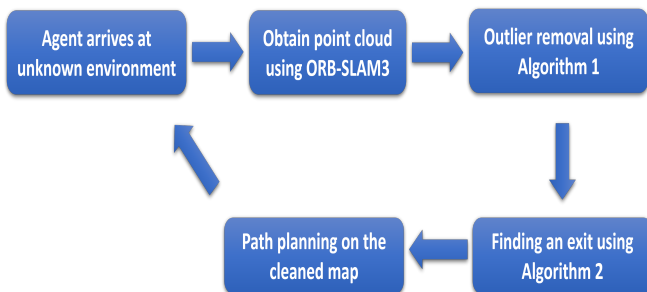 Agent arrives at
unknown environment
Obtain point cloud
using ORB-SLAM3
Outlier removal using
Algorithm 1
Finding an exit using
Algorithm 2
Path planning on the
cleaned map